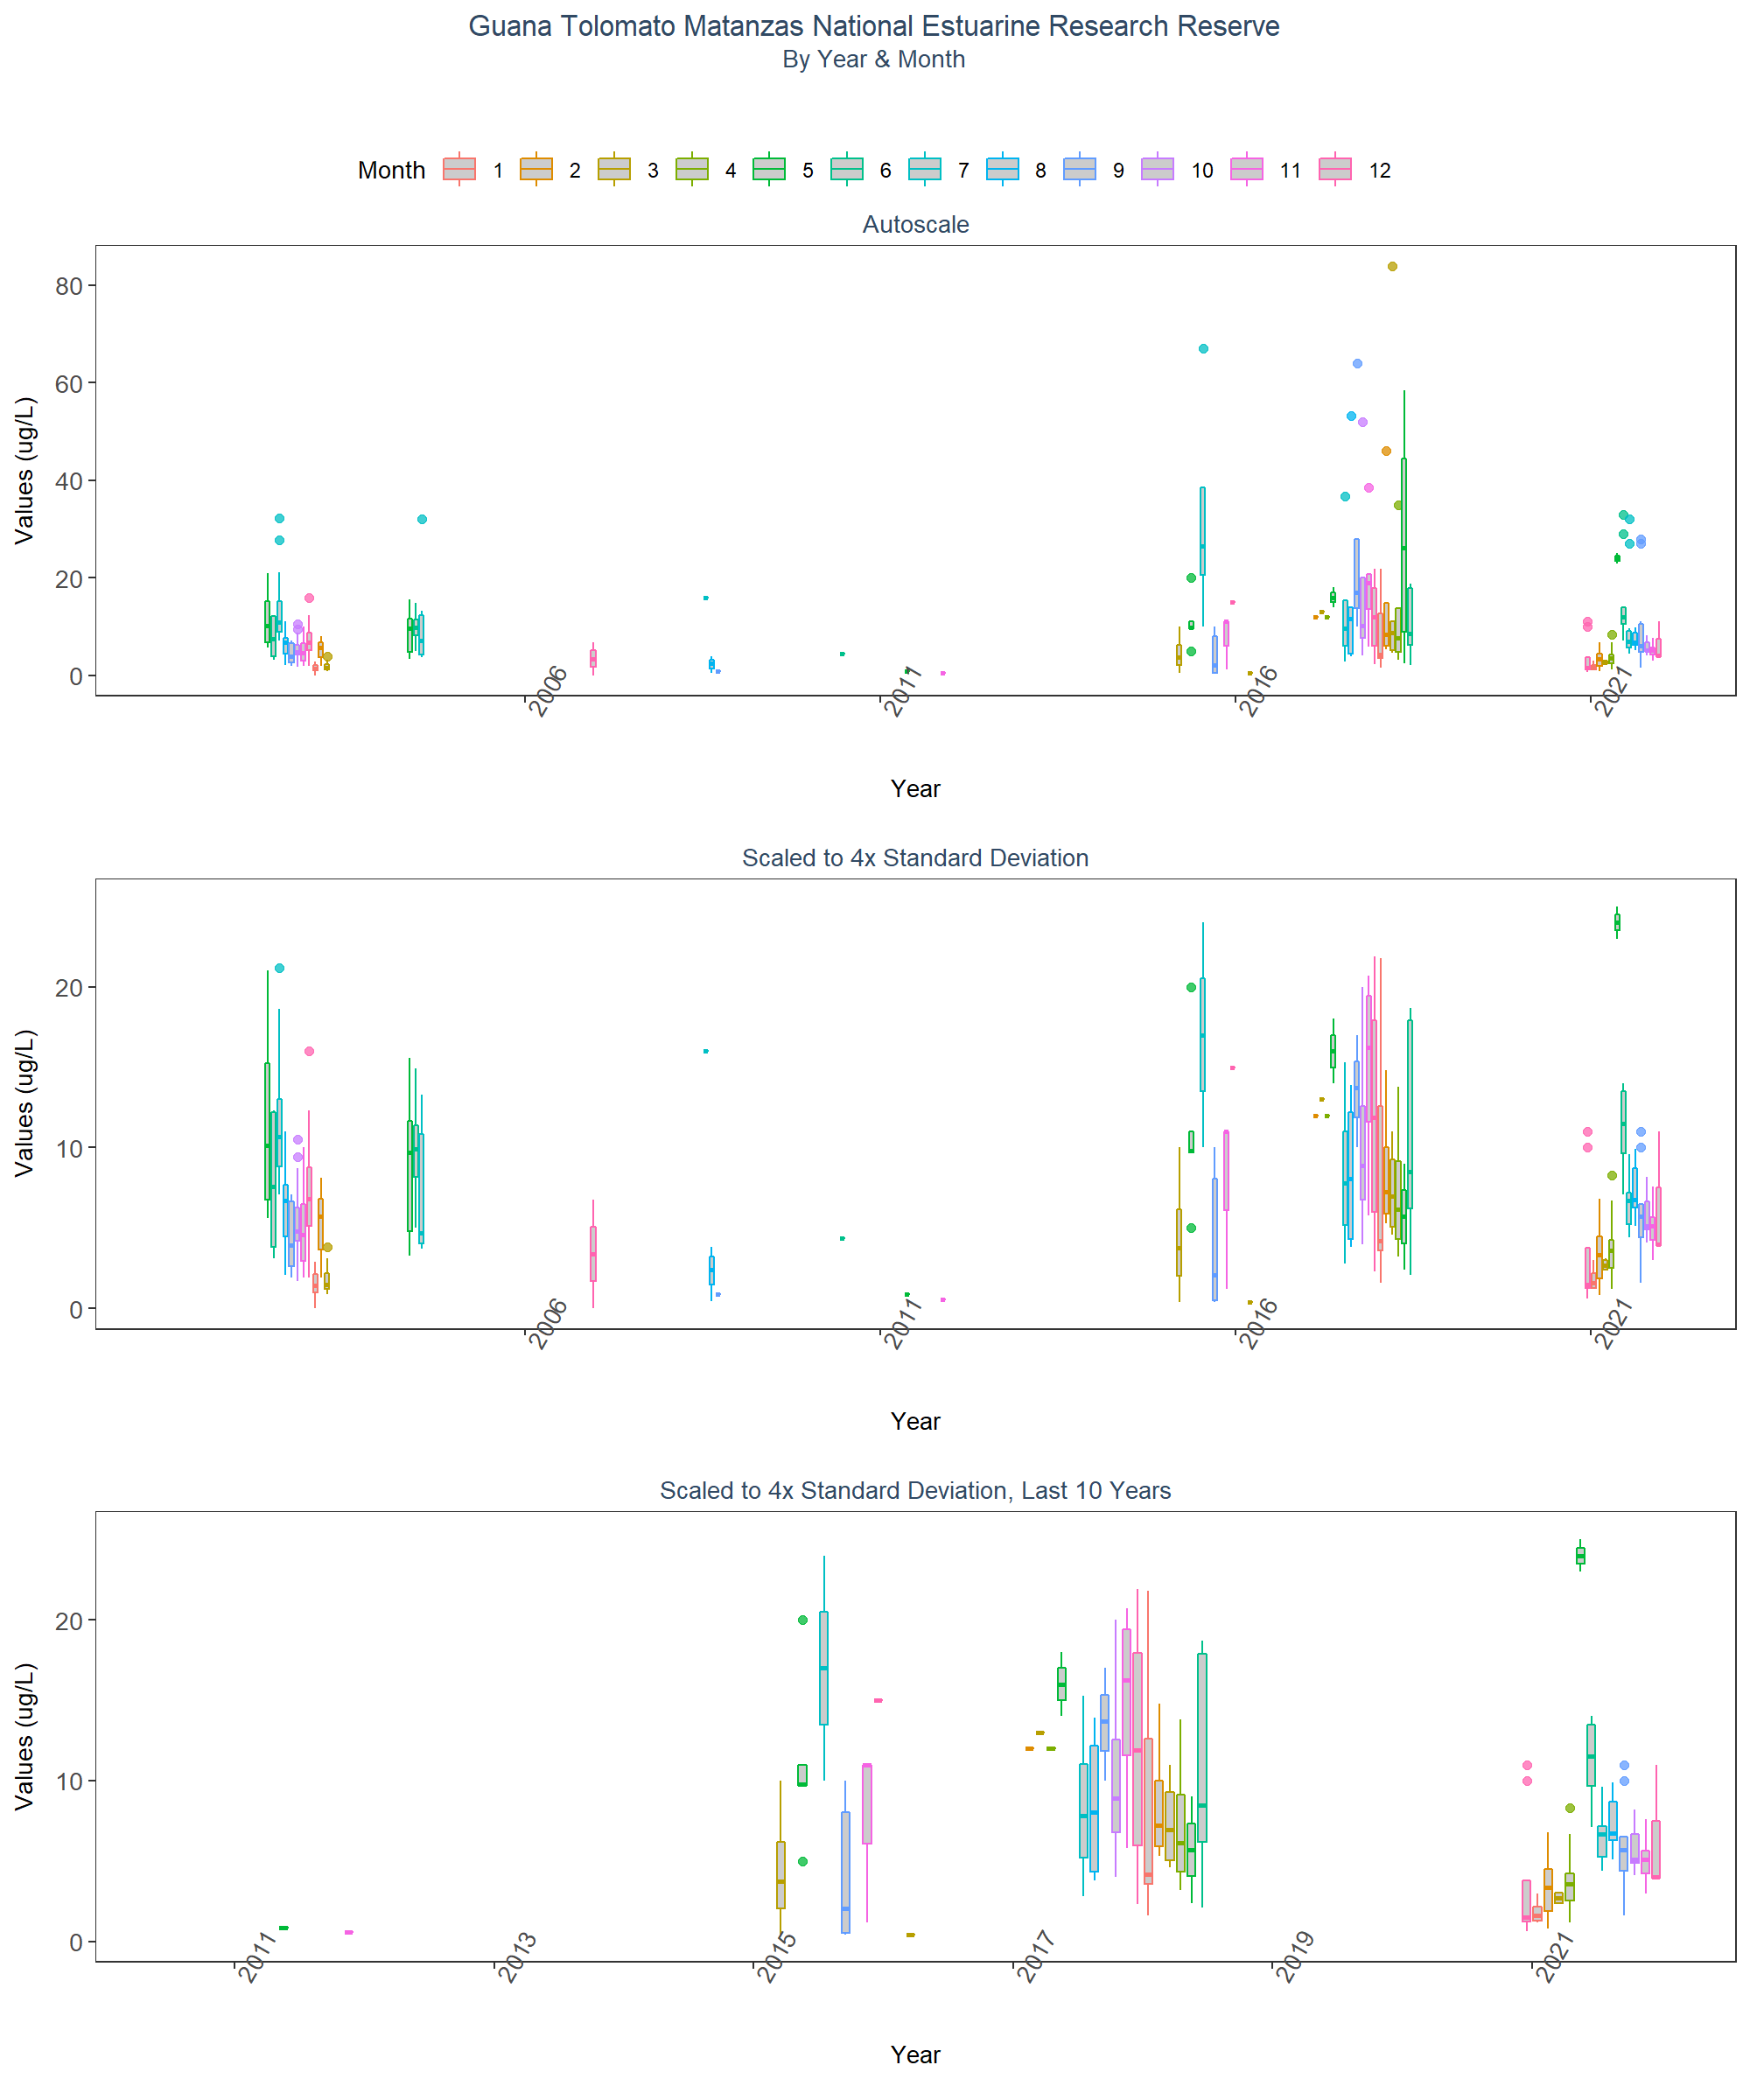 Guana Tolomato Matanzas National Estuarine Research Reserve
By Year & Month
Month 1 2 3 4 5 6 7 8 9 10 11 12
Autoscale
Values (ug/L)
80
60
40
20
0
2006 2011 2016 2021
Year
Scaled to 4x Standard Deviation
Values (ug/L)
20
10
0
2006 2011 2016 2021
Year
Scaled to 4x Standard Deviation, Last 10 Years
Values (ug/L)
20
10
0
2011 2013 2015 2017 2019 2021
Year